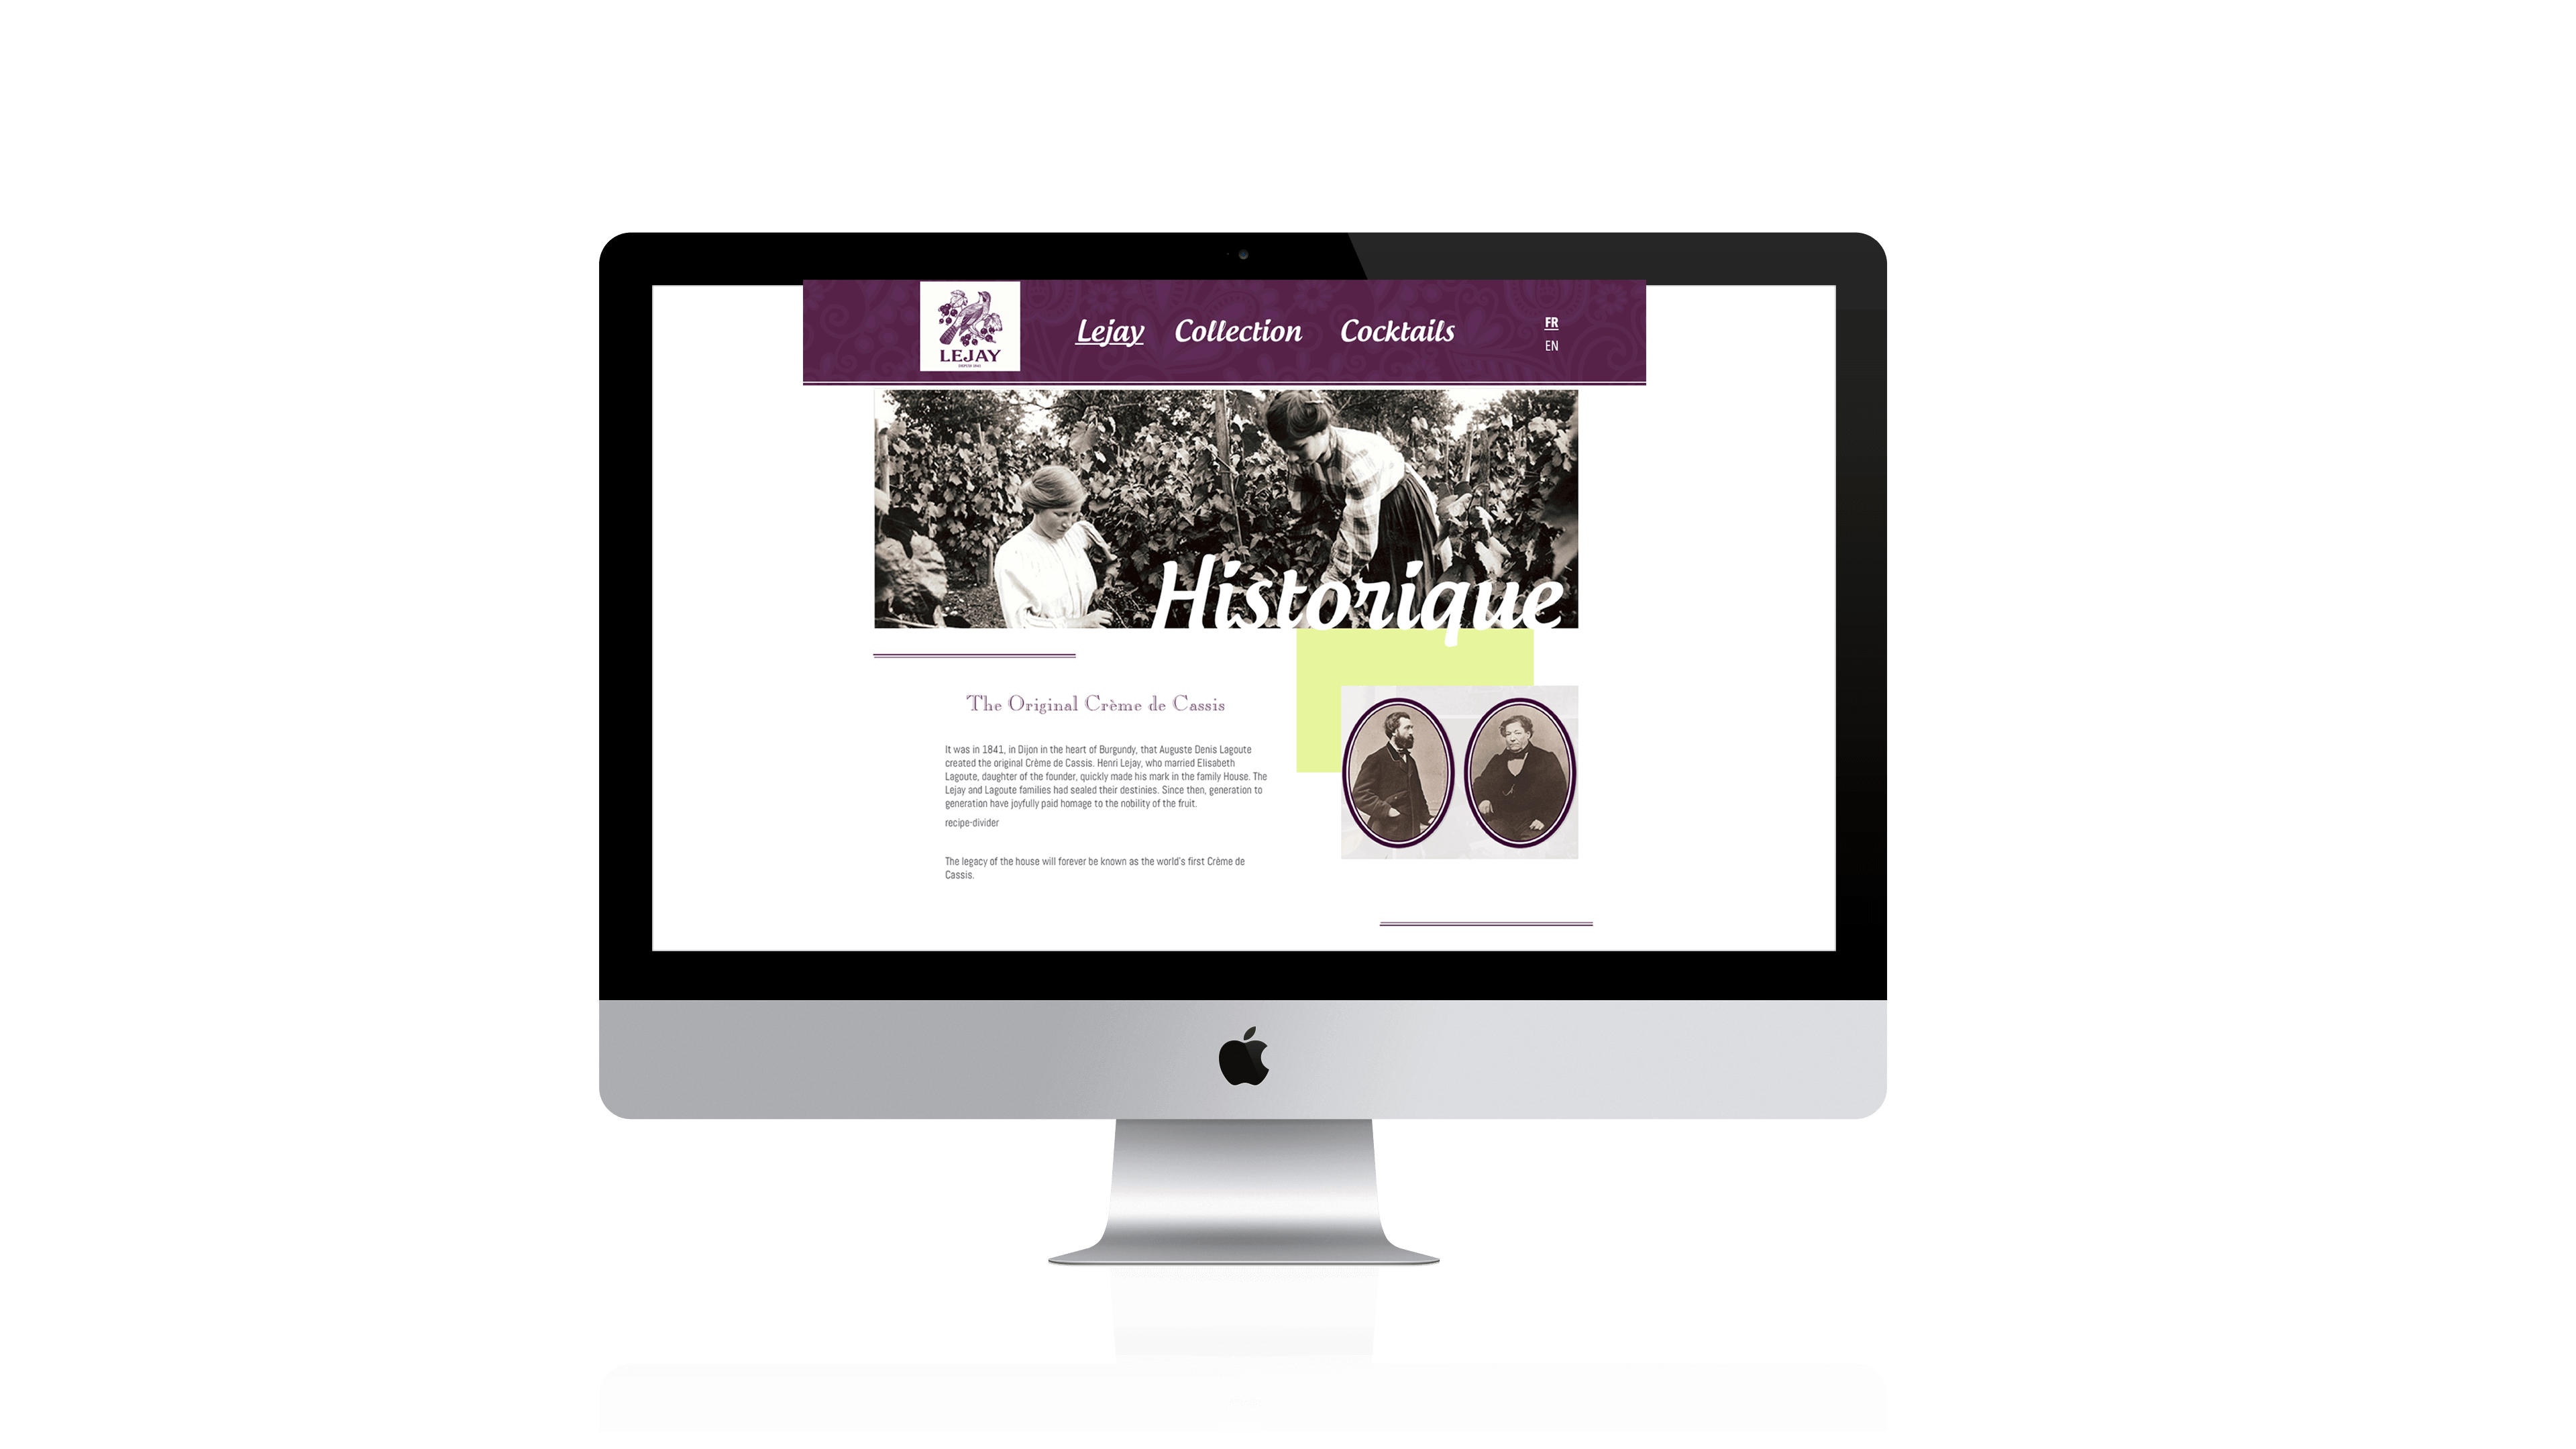 LEJAY
DEPUIS 1841
Lejay Collection Cocktails
FR
EN
Historique
The Original Crème de Cassis
It was in 1841, in Dijon in the heart of Burgundy, that Auguste Denis Lagoute
created the original Crème de Cassis. Henri Lejay, who married Elisabeth
Lagoute, daughter of the founder, quickly made his mark in the family House. The
Lejay and Lagoute families had sealed their destinies. Since then, generation to
generation have joyfully paid homage to the nobility of the fruit.
recipe-divider
The legacy of the house will forever be known as the world's first Crème de
Cassis.